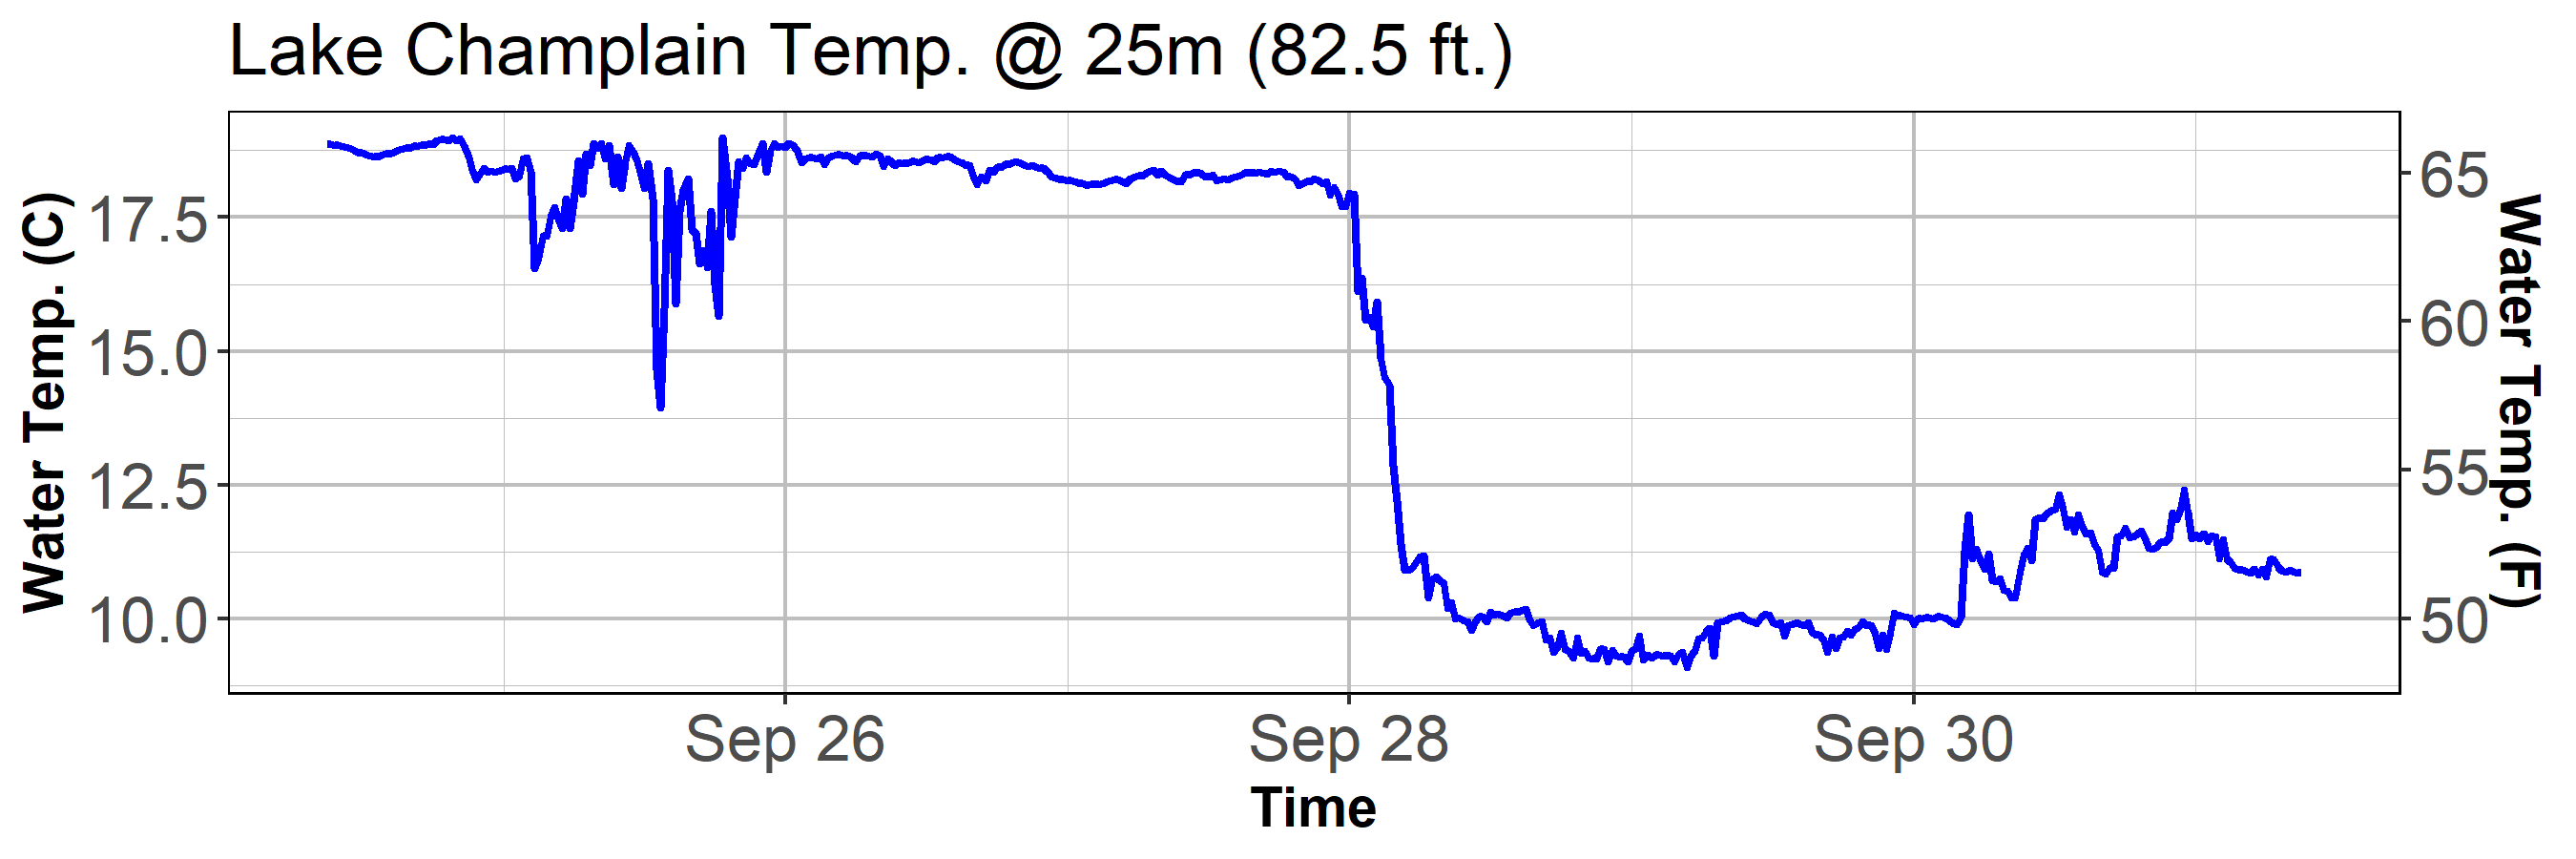 Lake Champlain Temp. @ 25m (82.5 ft.)
Water Temp. (C)
17.5
15.0
12.5
10.0
65
60
55
50
Water Temp. (F)
Sep 26
Sep 28
Sep 30
Time